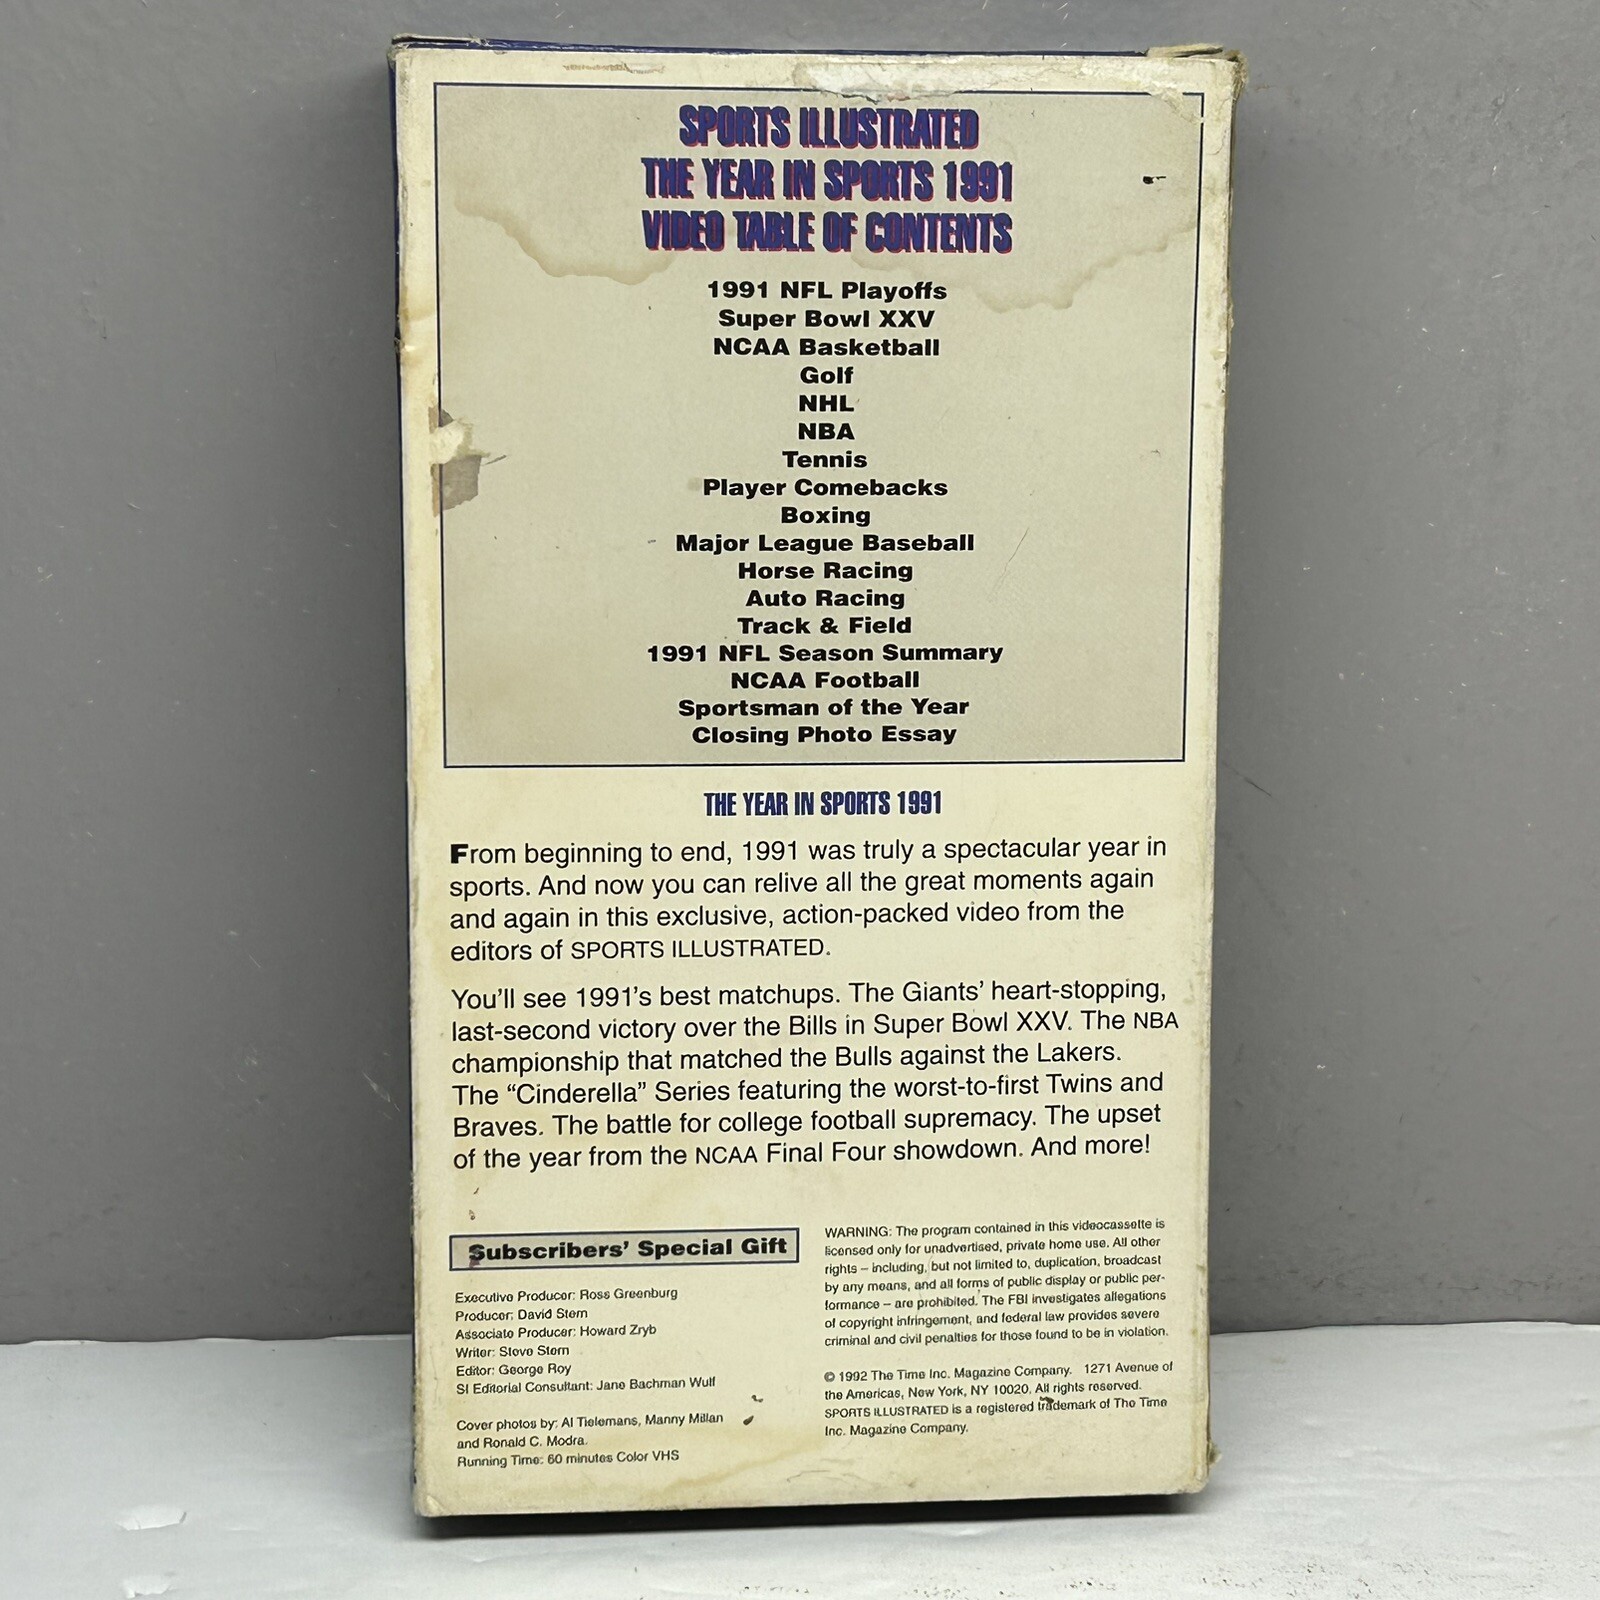 SPORTS ILLUSTRATED
THE YEAR IN SPORTS 1991
VIDEO TABLE OF CONTENTS
1991 NFL Playoffs
Super Bowl XXV
NCAA Basketball
Golf
NHL
NBA
Tennis
Player Comebacks
Boxing
Major League Baseball
Horse Racing
Auto Racing
Track & Field
1991 NFL Season Summary
NCAA Football
Sportsman of the Year
Closing Photo Essay
THE YEAR IN SPORTS 1991
From beginning to end, 1991 was truly a spectacular year in
sports. And now you can relive all the great moments again
and again in this exclusive, action-packed video from the
editors of SPORTS ILLUSTRATED.
You'll see 1991's best matchups. The Giants' heart-stopping,
last-second victory over the Bills in Super Bowl XXV. The NBA
championship that matched the Bulls against the Lakers.
The "Cinderella" Series featuring the worst-to-first Twins and
Braves. The battle for college football supremacy. The upset
of the year from the NCAA Final Four showdown. And more!
Subscribers' Special Gift
Executive Producer: Ross Greenburg
Producer: David Stern
Associate Producer: Howard Zryb
Writer: Steve Stern
Editor: George Roy
SI Editorial Consultant: Jane Bachman Wulf
Cover photos by: Al Tielemans, Manny Millan
and Ronald C. Modra.
Running Time: 60 minutes Color VHS
WARNING: The program contained in this videocassette is
licensed only for unadvertised, private home use. All other
rights – including, but not limited to, duplication, broadcast
by any means, and all forms of public display or public per-
formance – are prohibited. The FBI investigates allegations
of copyright infringement, and federal law provides severe
criminal and civil penalties for those found to be in violation.
© 1992 The Time Inc. Magazine Company. 1271 Avenue of
the Americas, New York, NY 10020. All rights reserved.
SPORTS ILLUSTRATED is a registered trademark of The Time
Inc. Magazine Company.